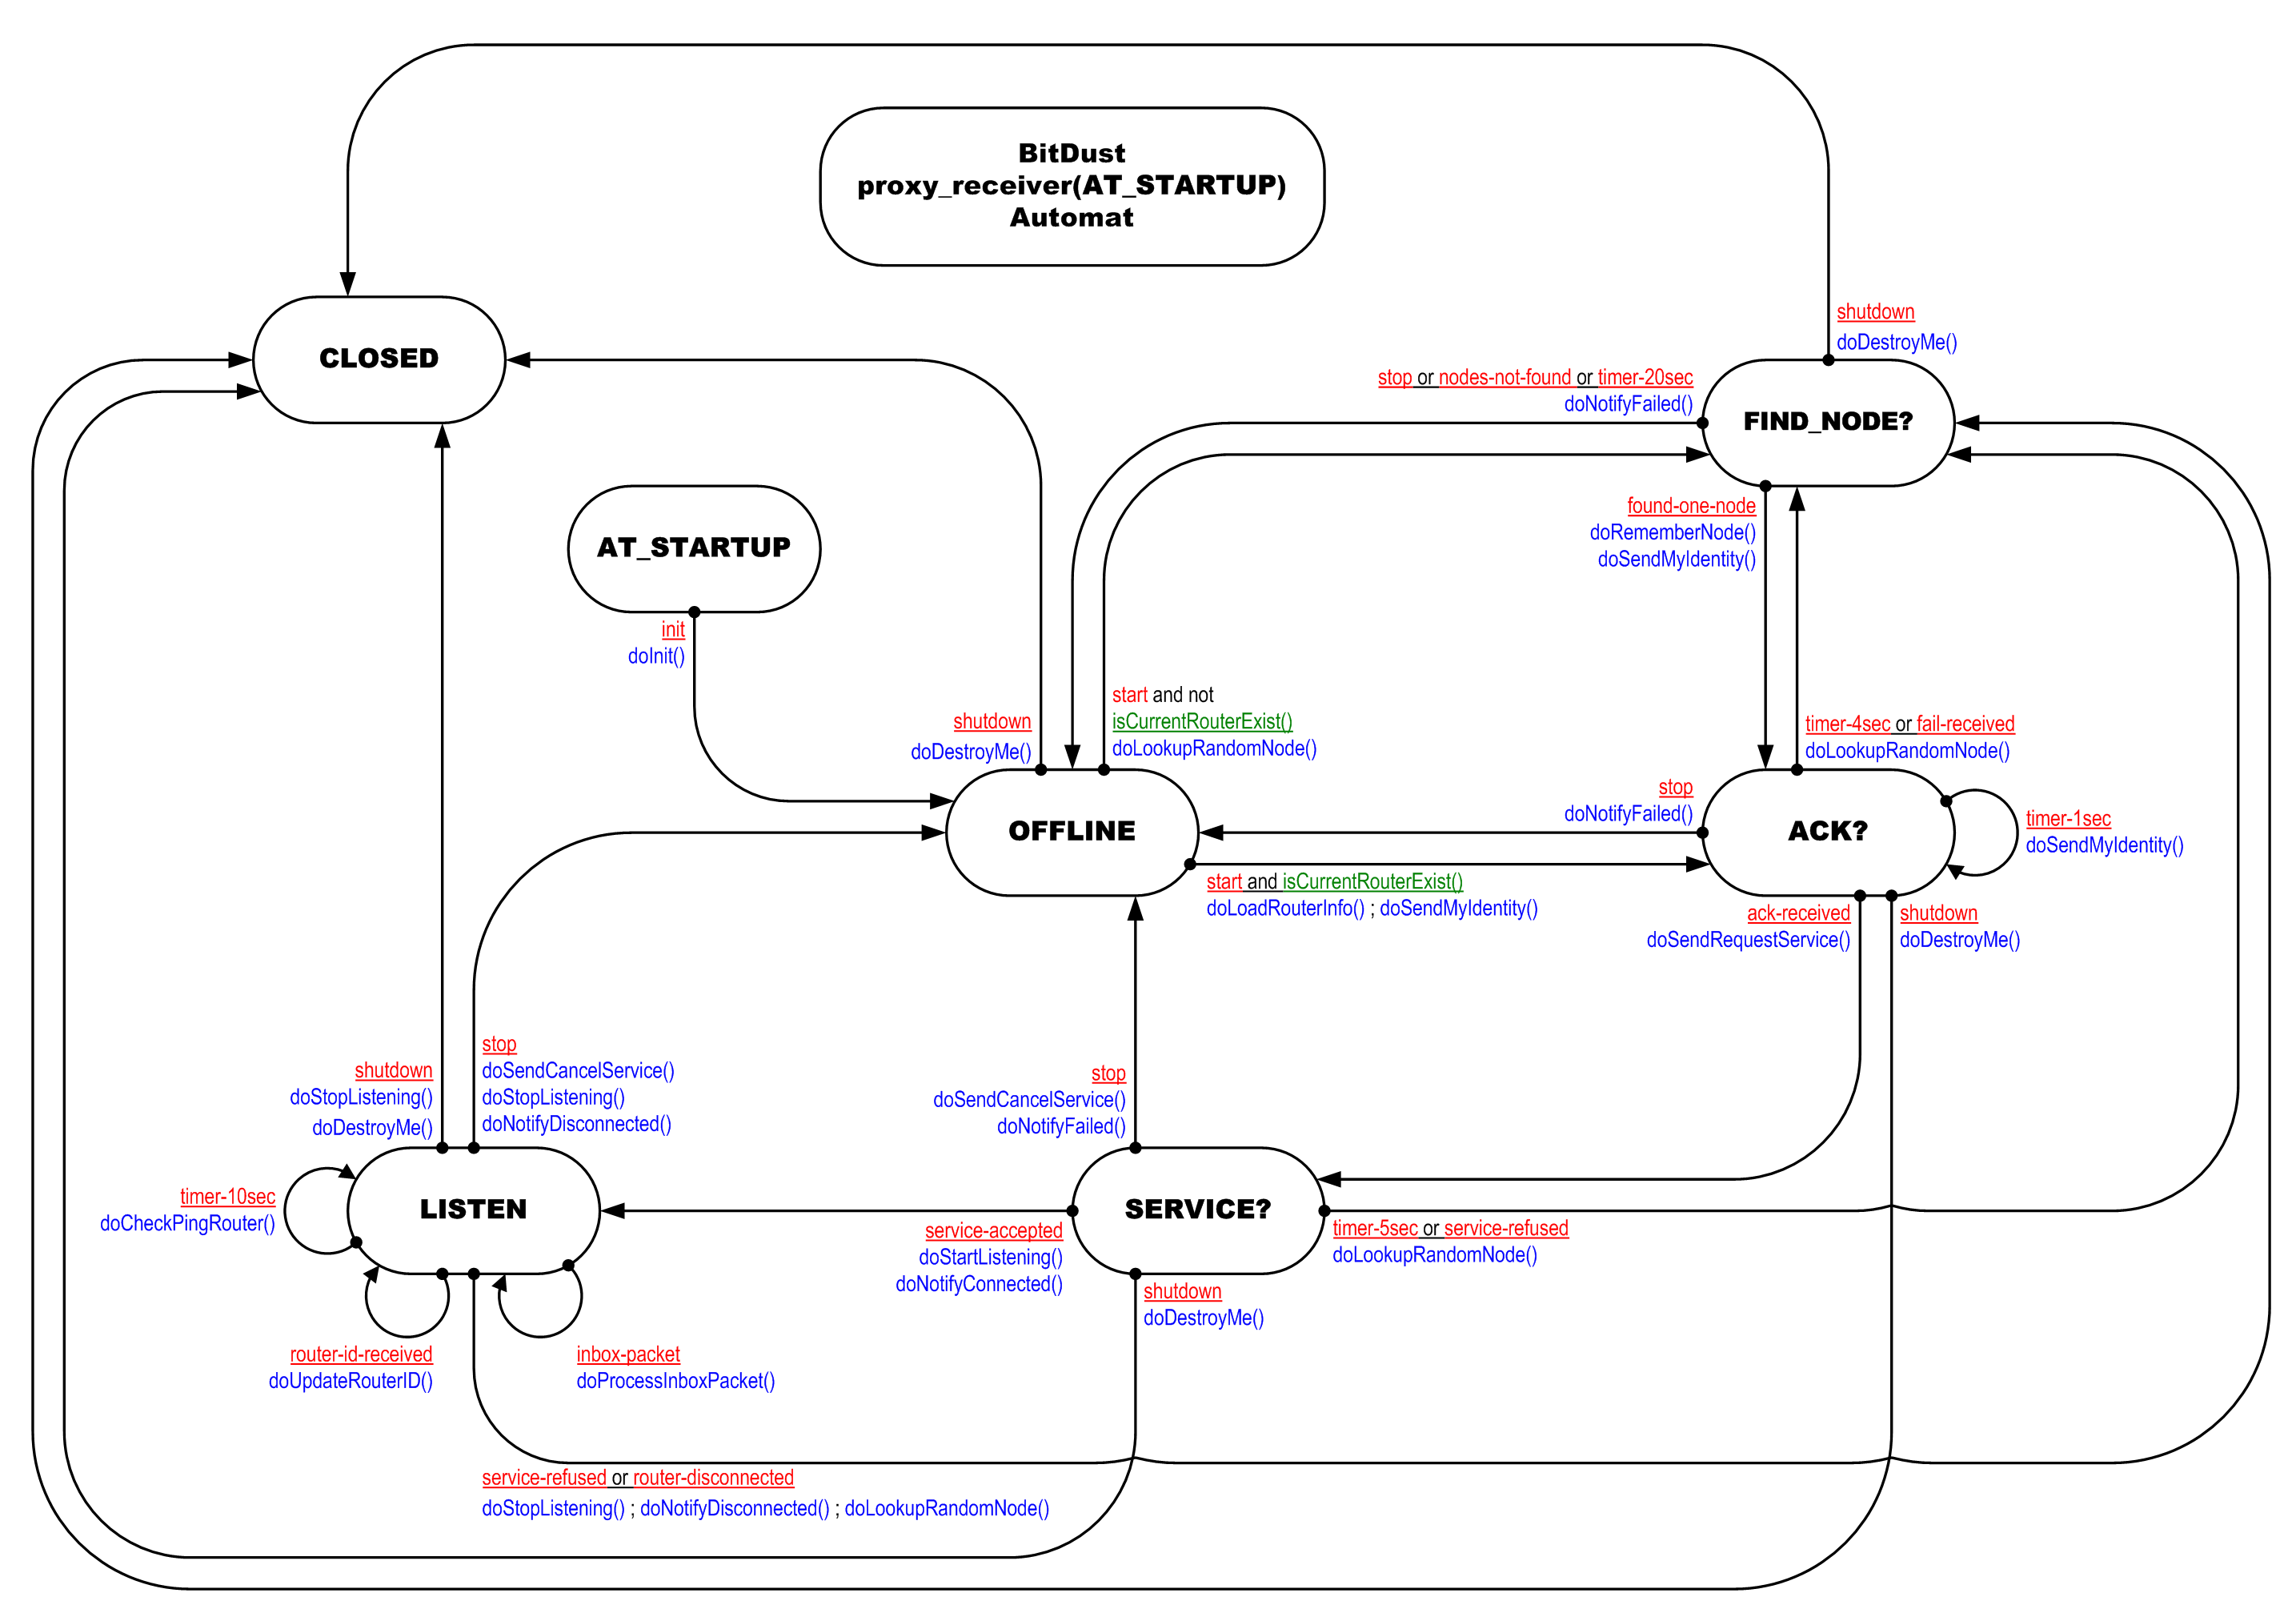 BitDust
proxy_receiver(AT_STARTUP)
Automat
shutdown
doDestroyMe()
CLOSED
stop or nodes-not-found or timer-20sec
doNotifyFailed()
FIND_NODE?
found-one-node
doRememberNode()
doSendMyIdentity()
AT_STARTUP
init
doInit()
shutdown
doDestroyMe()
start and not
isCurrentRouterExist()
doLookupRandomNode()
timer-4sec or fail-received
doLookupRandomNode()
stop
doNotifyFailed()
OFFLINE
ACK?
timer-1sec
doSendMyIdentity()
start and isCurrentRouterExist()
doLoadRouterInfo() ; doSendMyIdentity()
ack-received
doSendRequestService()
shutdown
doDestroyMe()
shutdown
doStopListening()
doDestroyMe()
stop
doSendCancelService()
doStopListening()
doNotifyDisconnected()
stop
doSendCancelService()
doNotifyFailed()
timer-10sec
doCheckPingRouter()
LISTEN
SERVICE?
service-accepted
doStartListening()
doNotifyConnected()
timer-5sec or service-refused
doLookupRandomNode()
shutdown
doDestroyMe()
router-id-received
doUpdateRouterID()
inbox-packet
doProcessInboxPacket()
service-refused or router-disconnected
doStopListening() ; doNotifyDisconnected() ; doLookupRandomNode()